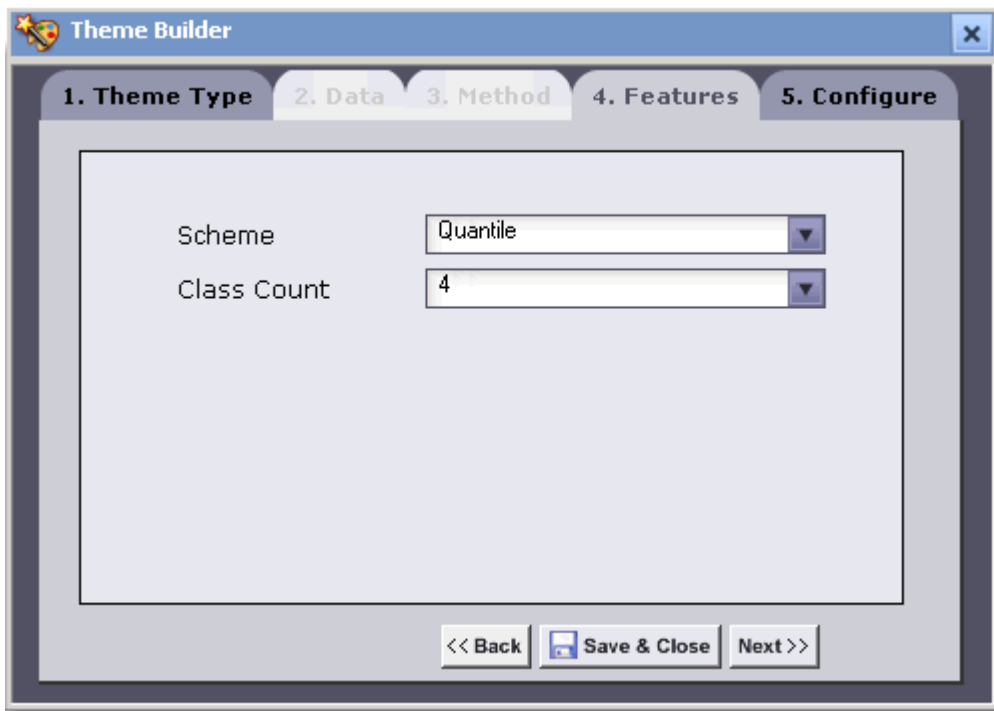 Theme Builder
1. Theme Type 2. Data 3. Method 4. Features 5. Configure
Scheme Quantile
Class Count 4
<< Back Save & Close Next >>